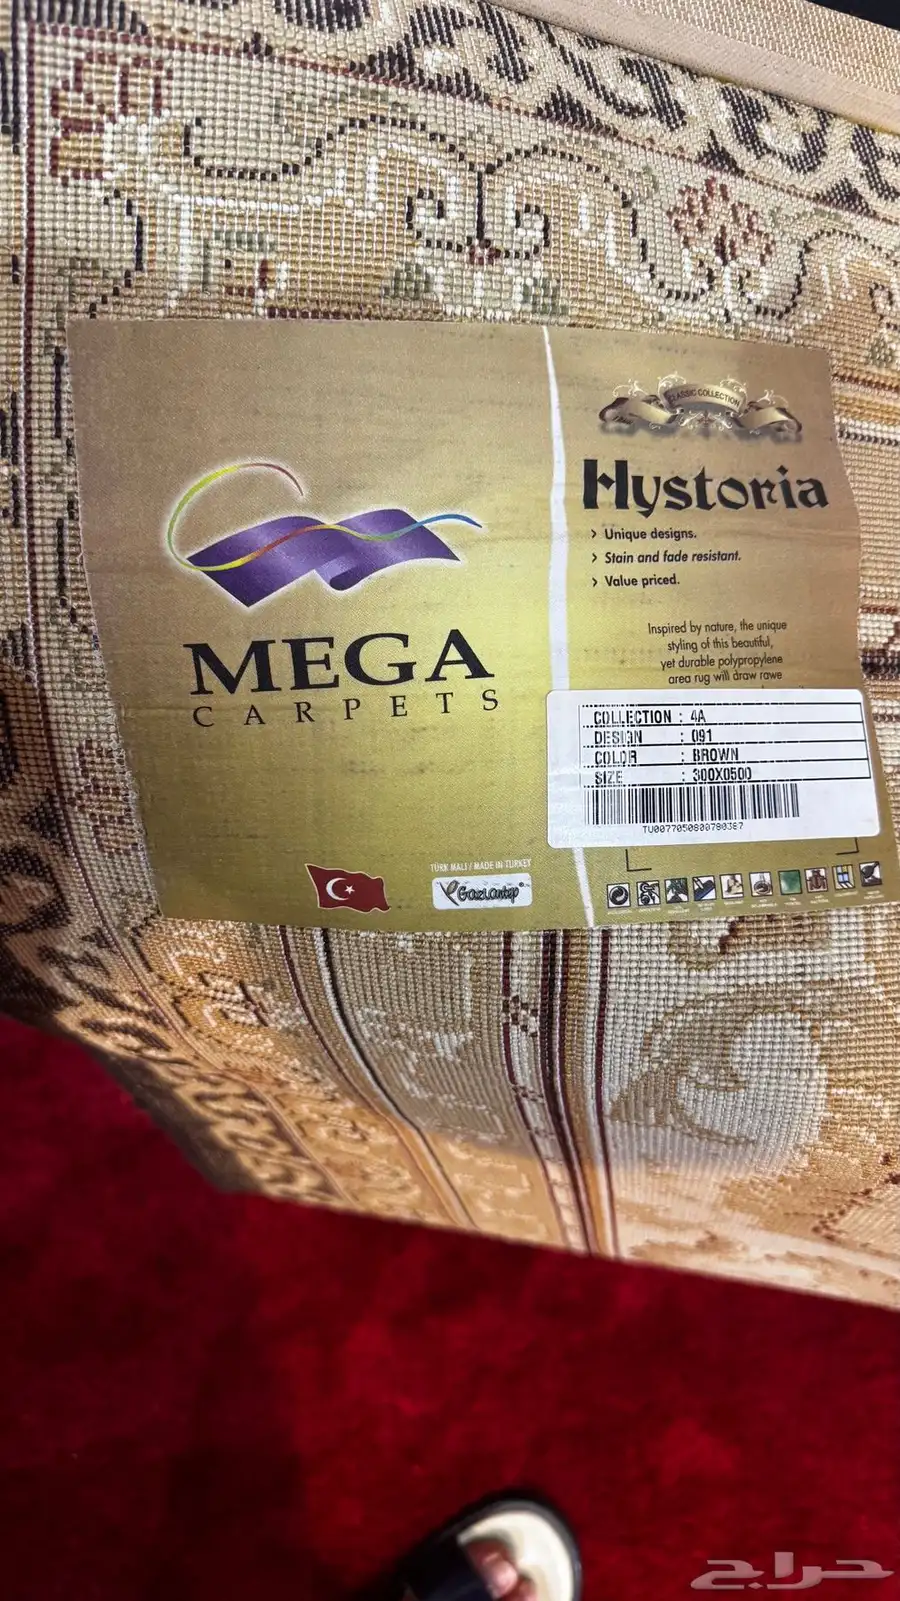 MEGA
CARPETS
CLASSIC COLLECTION
Hystoria
> Unique designs.
> Stain and fade resistant.
> Value priced.
Inspired by nature, the unique
styling of this beautiful,
yet durable polypropylene
area rug will draw rawe
COLLECTION : 4A
DESIGN : 091
COLOR : BROWN
SIZE : 300X0500
TU0077050800780387
TÜRK MALI / MADE IN TURKEY
Gaziantep
حراج